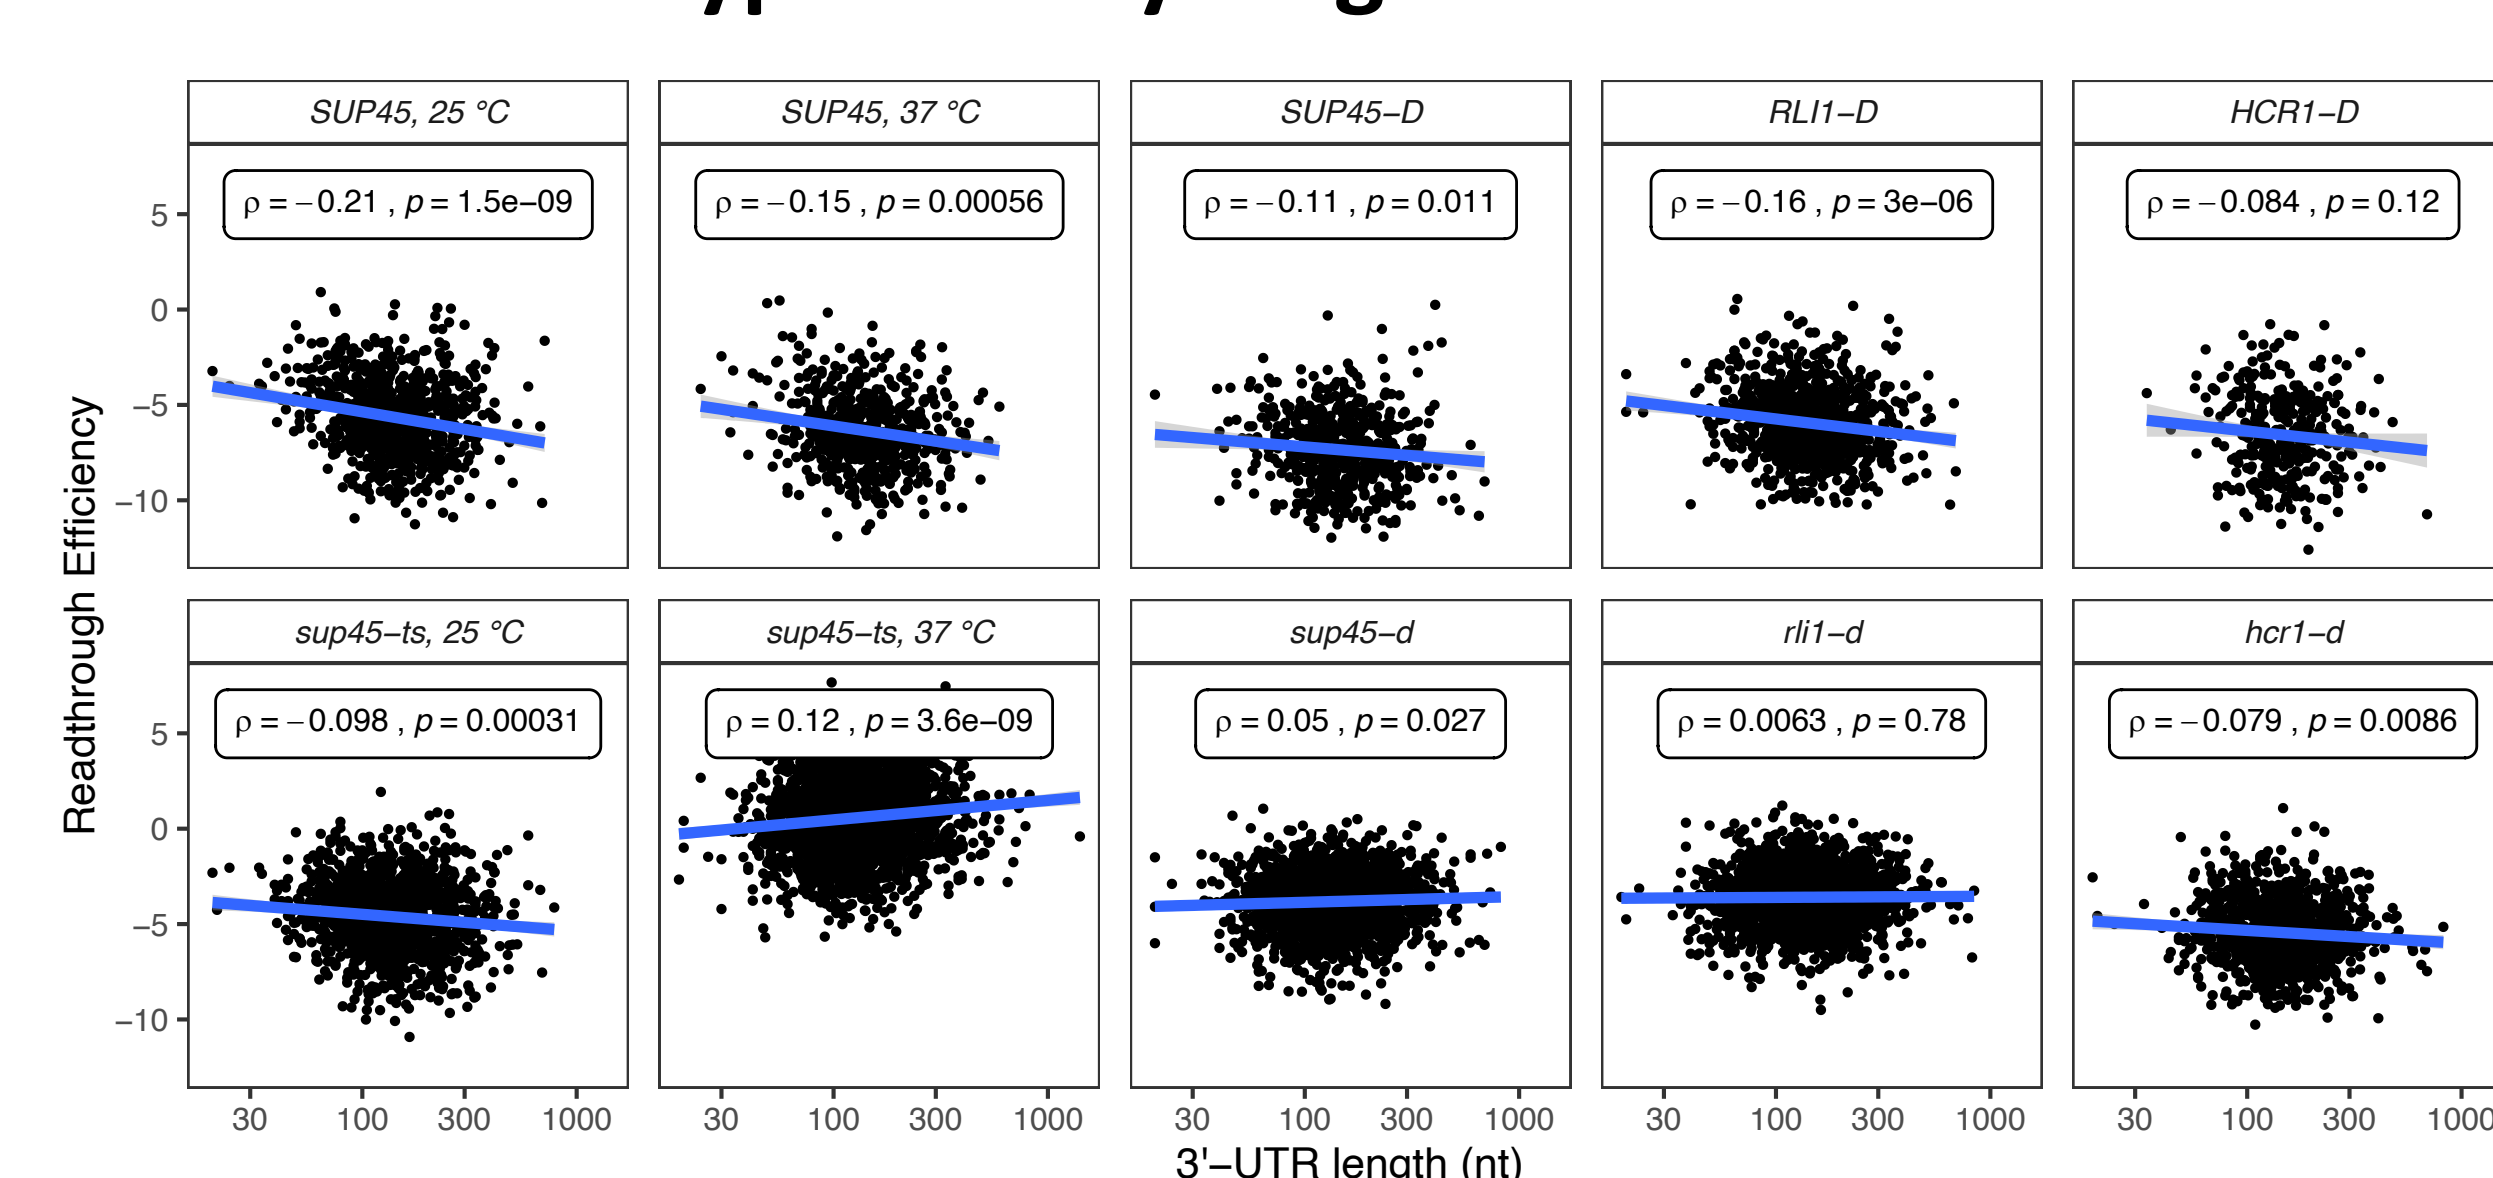 SUP45, 25 °C SUP45, 37 °C SUP45−D RLI1−D HCR1−D
ρ = −0.21 , p = 1.5e−09 ρ = −0.15 , p = 0.00056 ρ = −0.11 , p = 0.011 ρ = −0.16 , p = 3e−06 ρ = −0.084 , p = 0.12
5
0
−5
−10
Readthrough Efficiency
sup45−ts, 25 °C sup45−ts, 37 °C sup45−d rli1−d hcr1−d
ρ = −0.098 , p = 0.00031 ρ = 0.12 , p = 3.6e−09 ρ = 0.05 , p = 0.027 ρ = 0.0063 , p = 0.78 ρ = −0.079 , p = 0.0086
5
0
−5
−10
30 100 300 1000 30 100 300 1000 30 100 300 1000 30 100 300 1000 30 100 300 1000
3'−UTR length (nt)